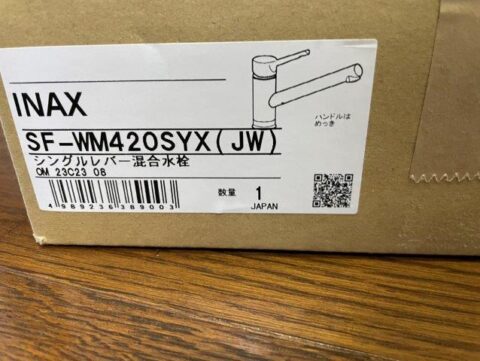 INAX
ハンドルは
めっき
SF-WM420SYX(JW)
シングルレバー混合水栓
OM 23C23 06
数量 1
JAPAN
4989236389003